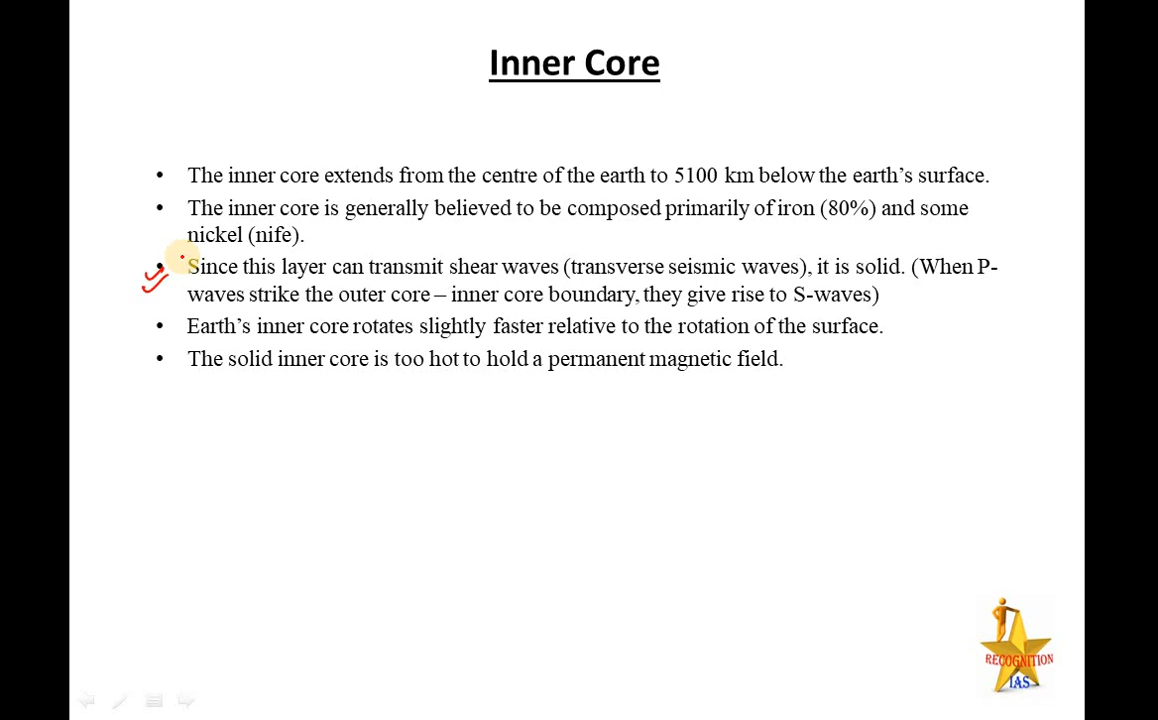 Inner Core
• The inner core extends from the centre of the earth to 5100 km below the earth's surface.
• The inner core is generally believed to be composed primarily of iron (80%) and some
nickel (nife).
• Since this layer can transmit shear waves (transverse seismic waves), it is solid. (When P-
waves strike the outer core – inner core boundary, they give rise to S-waves)
• Earth's inner core rotates slightly faster relative to the rotation of the surface.
• The solid inner core is too hot to hold a permanent magnetic field.
RECOGNITION
IAS